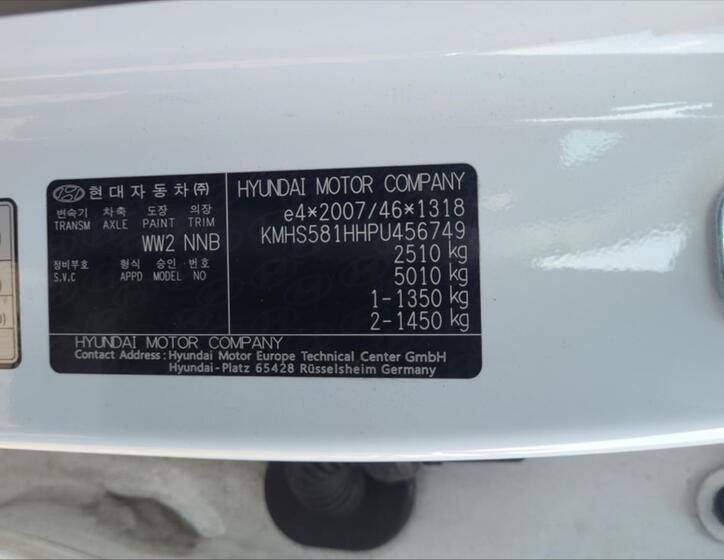 현대자동차㈜
변속기 차축 도장 의장
TRANSM AXLE PAINT TRIM
WW2 NNB
정비부호 형식 승인 번호
S.V.C APPD MODEL NO
HYUNDAI MOTOR COMPANY
e4*2007/46*1318
KMHS581HHPU456749
2510 kg
5010 kg
1-1350 kg
2-1450 kg
HYUNDAI MOTOR COMPANY
Contact Address : Hyundai Motor Europe Technical Center GmbH
Hyundai-Platz 65428 Rüsselsheim Germany